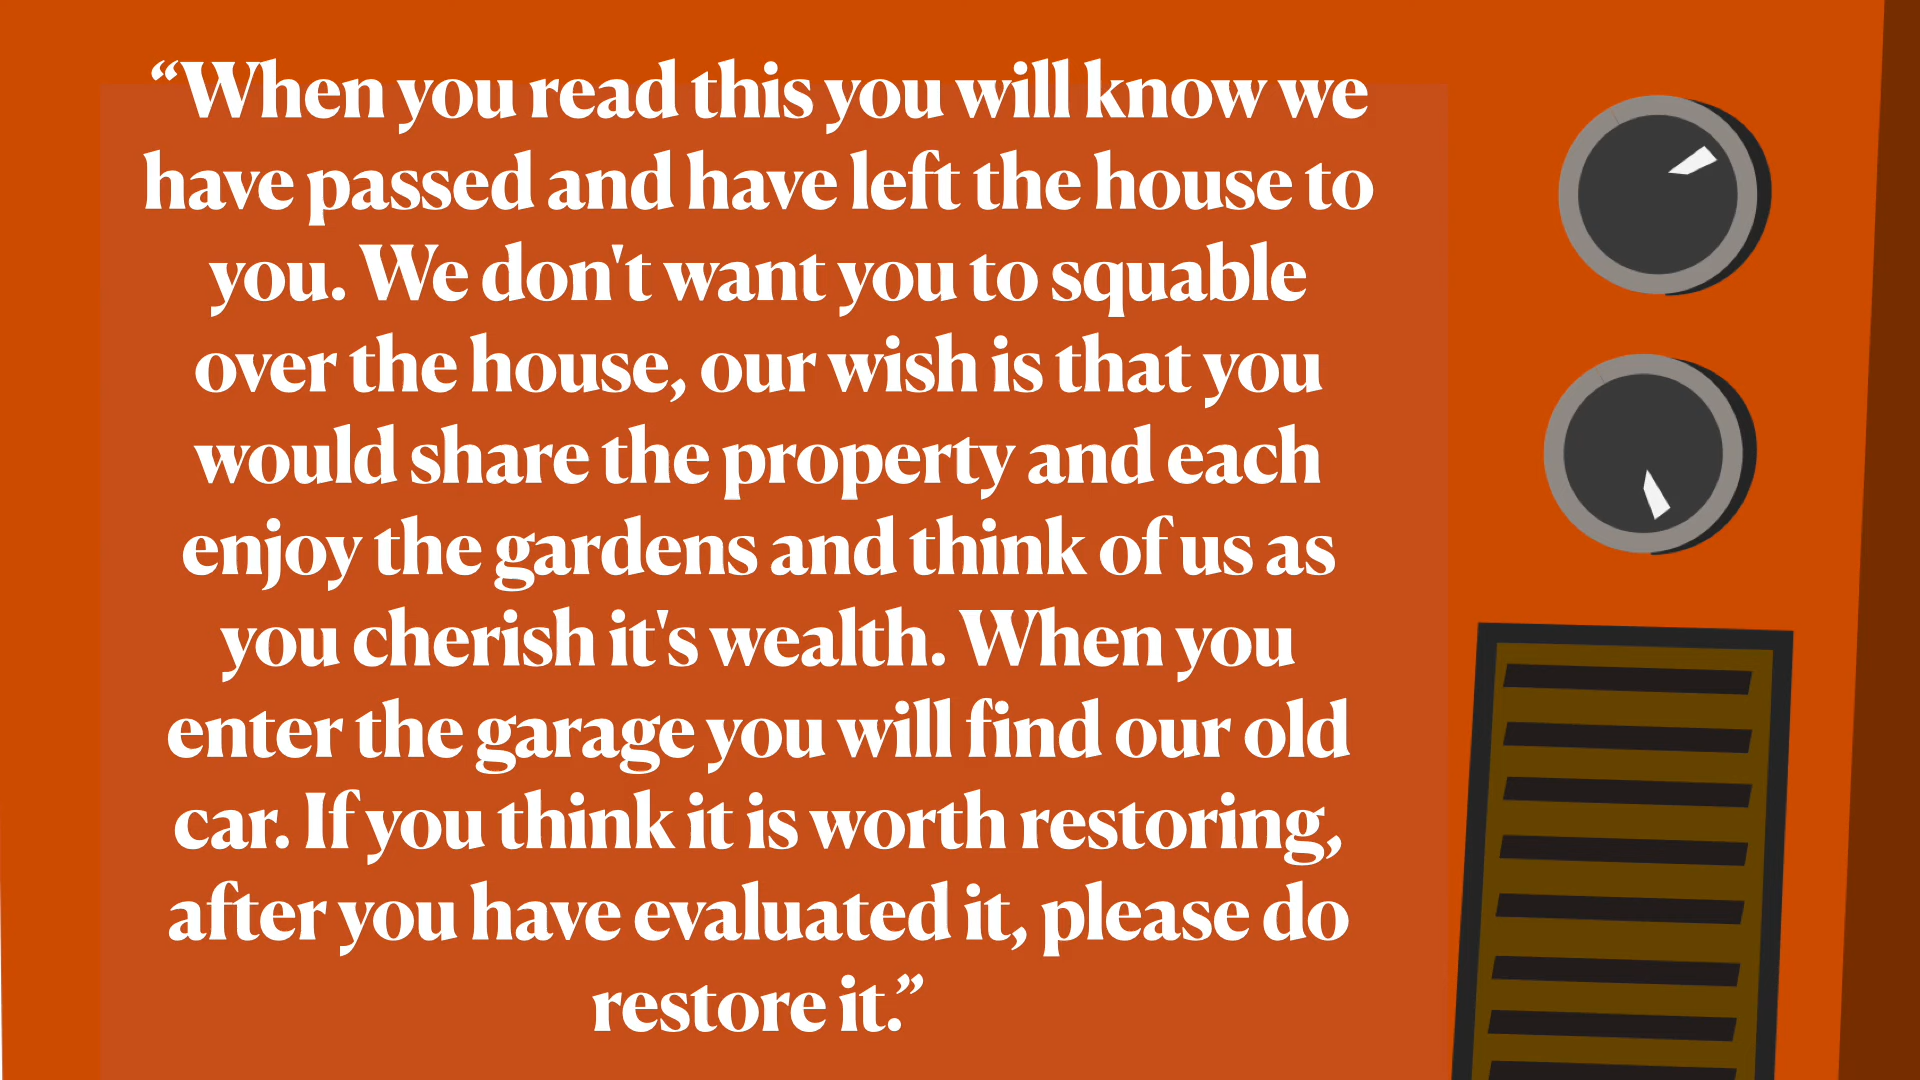 “When you read this you will know we
have passed and have left the house to
you. We don't want you to squable
over the house, our wish is that you
would share the property and each
enjoy the gardens and think of us as
you cherish it's wealth. When you
enter the garage you will find our old
car. If you think it is worth restoring,
after you have evaluated it, please do
restore it.”